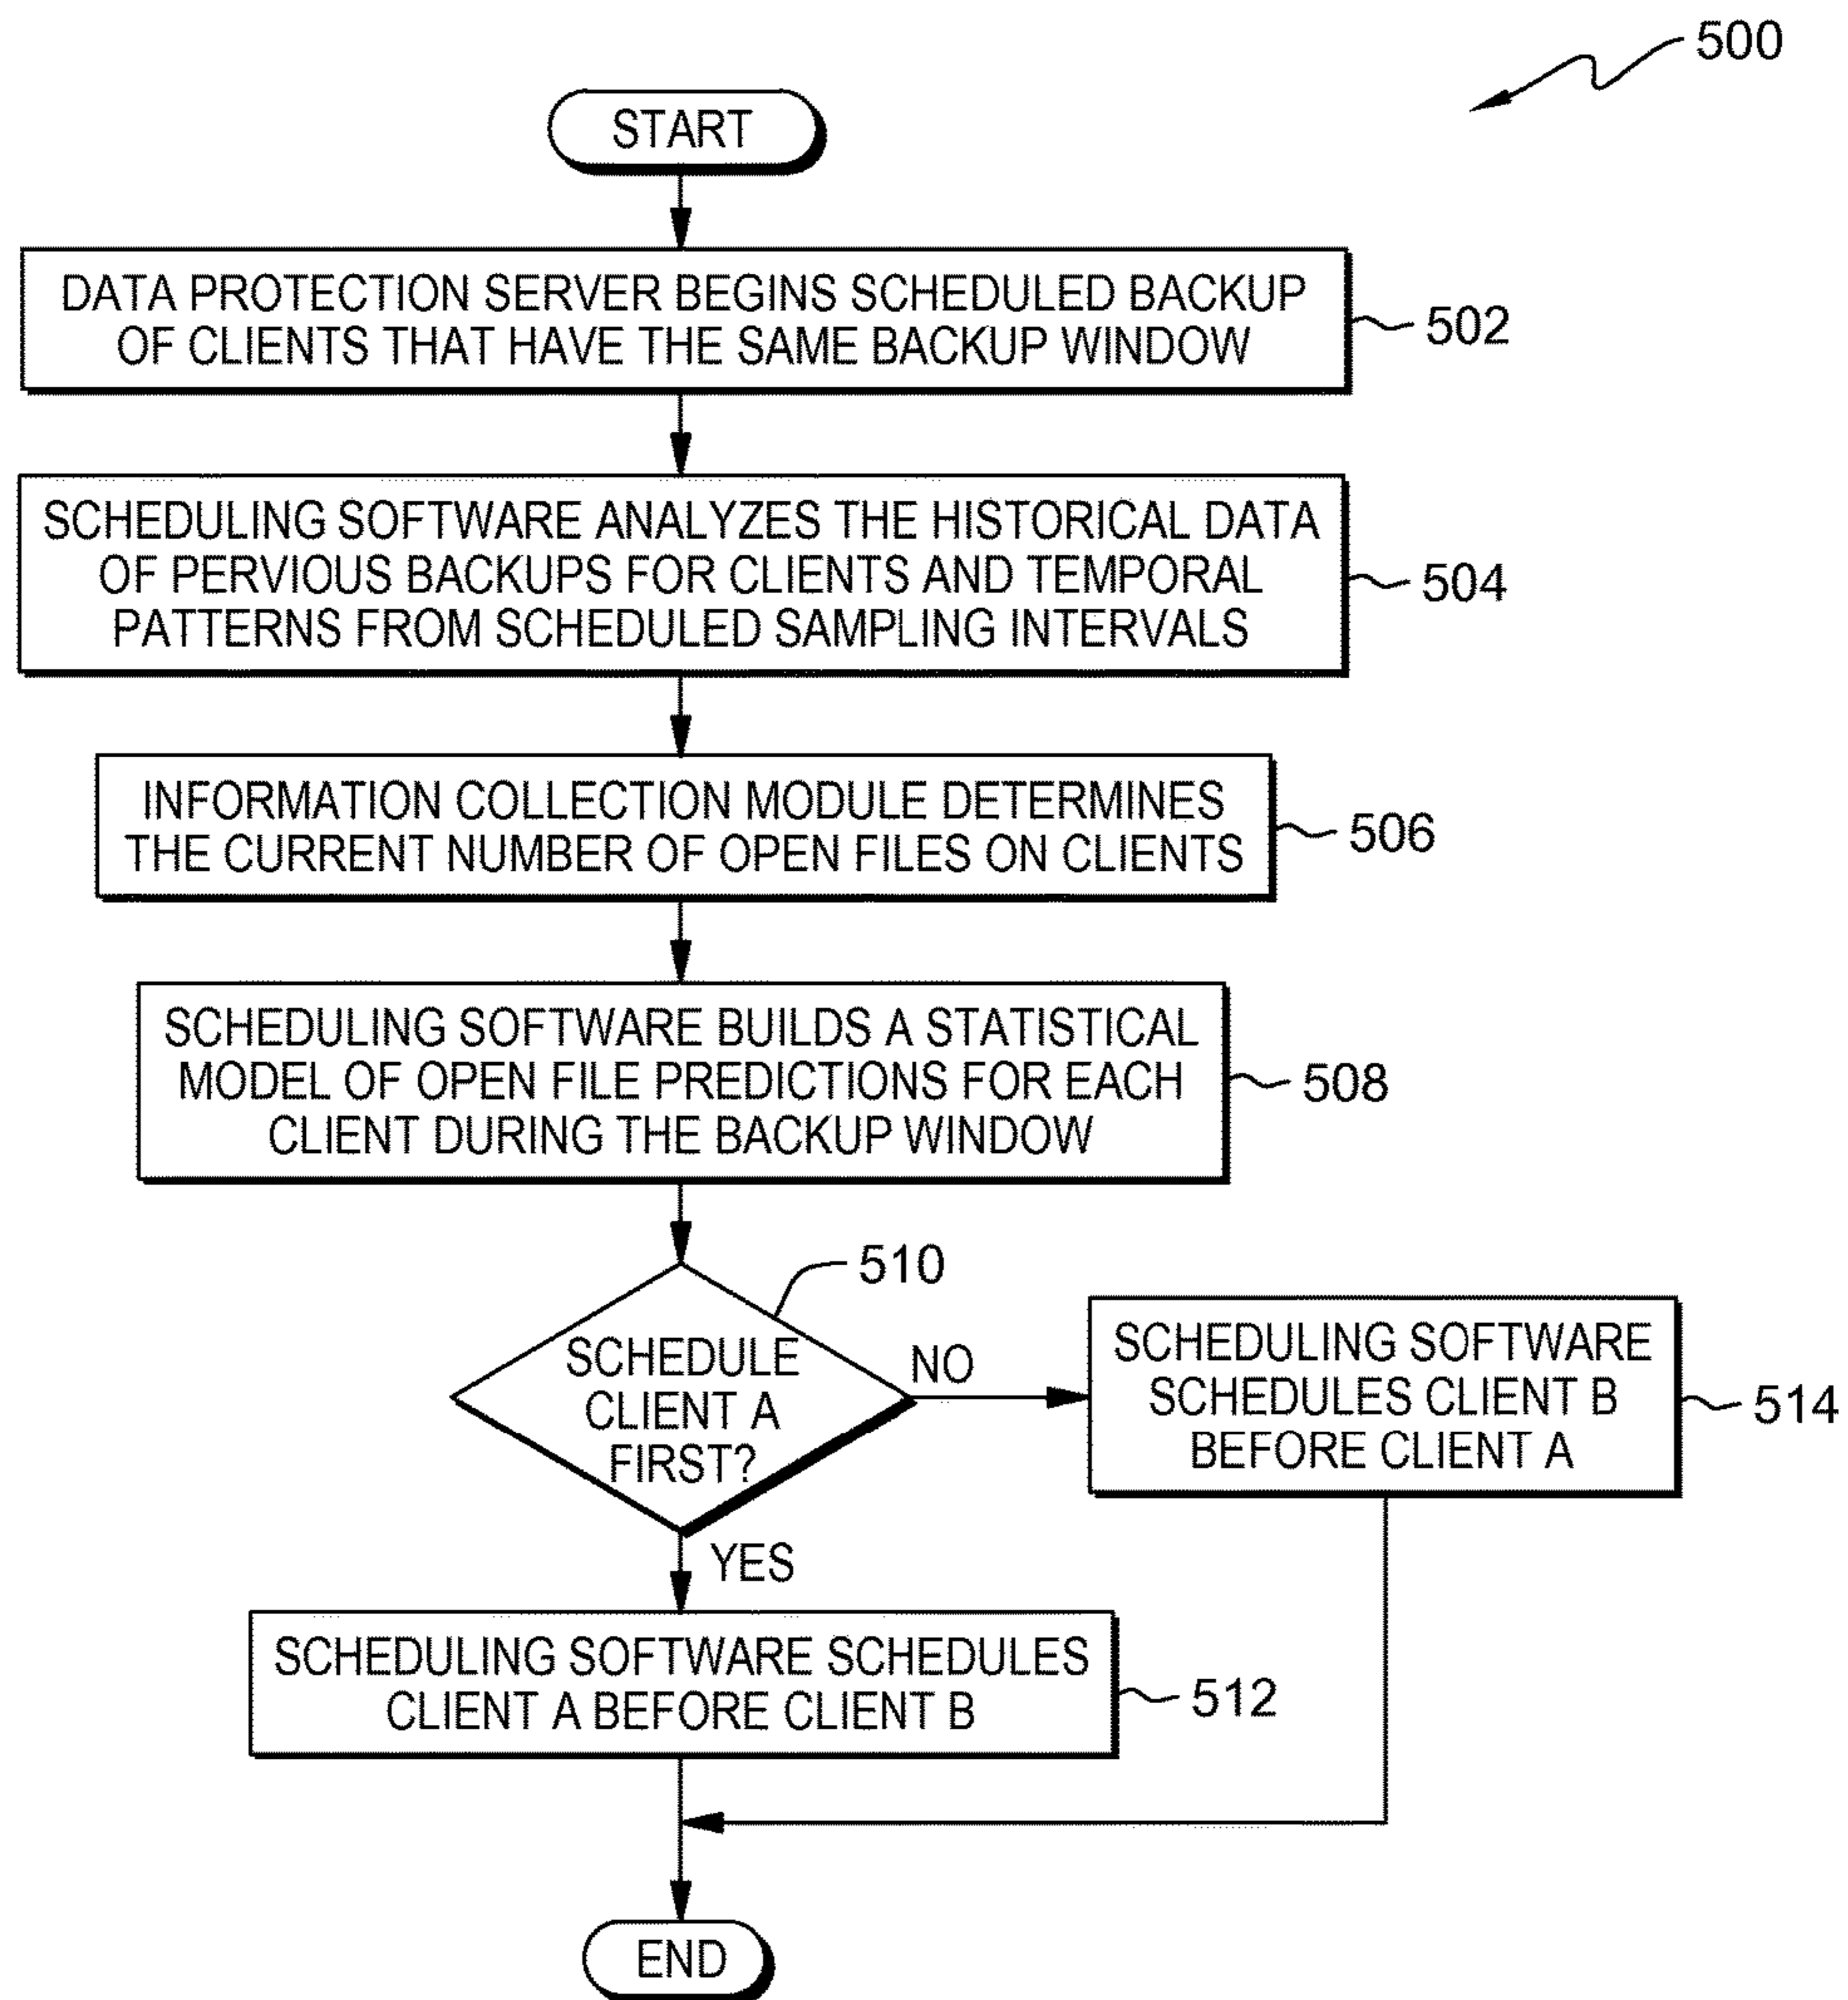 500
START
DATA PROTECTION SERVER BEGINS SCHEDULED BACKUP
OF CLIENTS THAT HAVE THE SAME BACKUP WINDOW
502
SCHEDULING SOFTWARE ANALYZES THE HISTORICAL DATA
OF PERVIOUS BACKUPS FOR CLIENTS AND TEMPORAL
PATTERNS FROM SCHEDULED SAMPLING INTERVALS
504
INFORMATION COLLECTION MODULE DETERMINES
THE CURRENT NUMBER OF OPEN FILES ON CLIENTS
506
SCHEDULING SOFTWARE BUILDS A STATISTICAL
MODEL OF OPEN FILE PREDICTIONS FOR EACH
CLIENT DURING THE BACKUP WINDOW
508
510
SCHEDULE
CLIENT A
FIRST?
NO
SCHEDULING SOFTWARE
SCHEDULES CLIENT B
BEFORE CLIENT A
514
YES
SCHEDULING SOFTWARE SCHEDULES
CLIENT A BEFORE CLIENT B
512
END